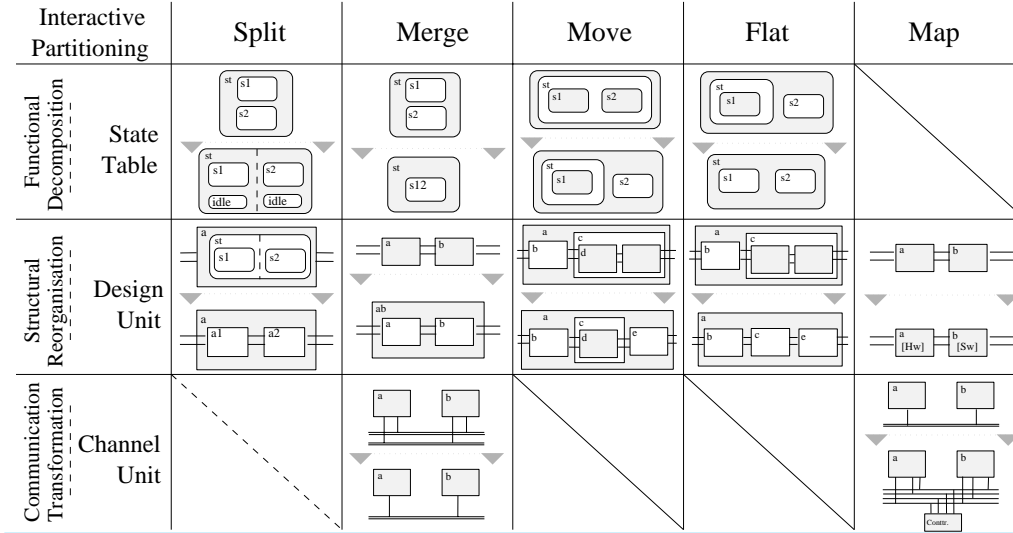 Interactive
Partitioning
Split
Merge
Move
Flat
Map
Functional
Decomposition
State
Table
st
s1
s2
st
s1
s2
idle
idle
st
s1
s2
st
s12
st
s1
s2
st
s1
s2
st
s1
s2
st
s1
s2
Structural
Reorganisation
Design
Unit
a
st
s1
s2
a
a1
a2
a
b
ab
a
b
a
b
c
d
a
b
c
d
e
a
b
c
a
b
c
e
a
b
a
[Hw]
b
[Sw]
Communication
Transformation
Channel
Unit
a
b
a
b
a
b
a
b
Conttr.